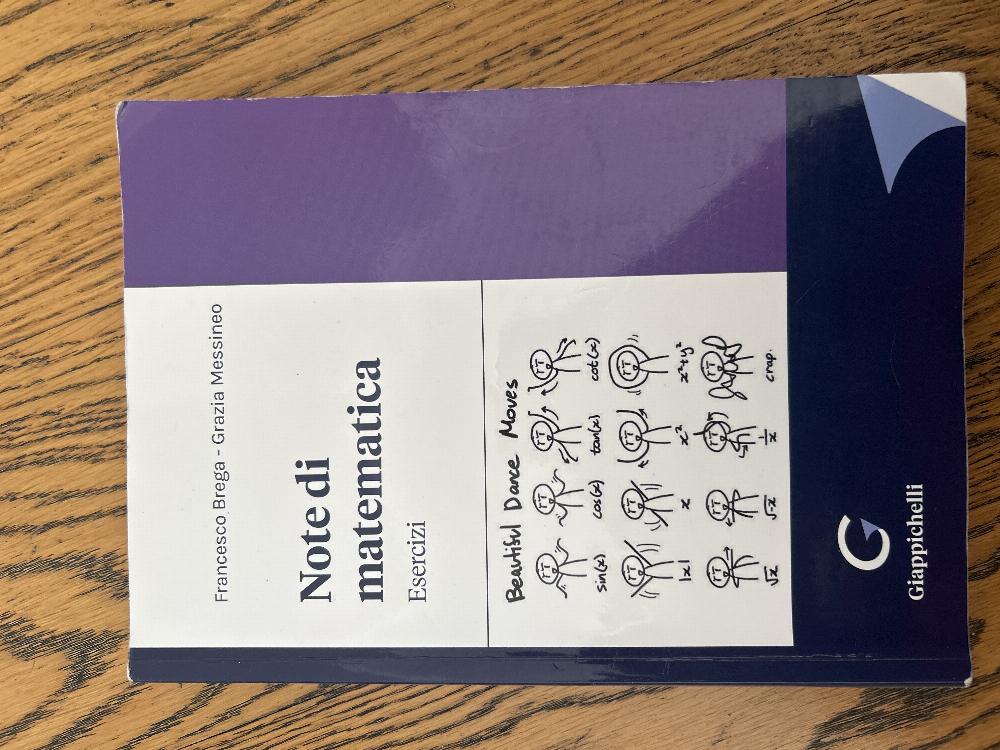 Francesco Brega - Grazia Messineo
Note di
matematica
Esercizi
Beautiful Dance Moves
sin(x) cos(x) tan(x) cot(x)
|x| x x² x²+y²
√x √-x 1/x crap.
Giappichelli